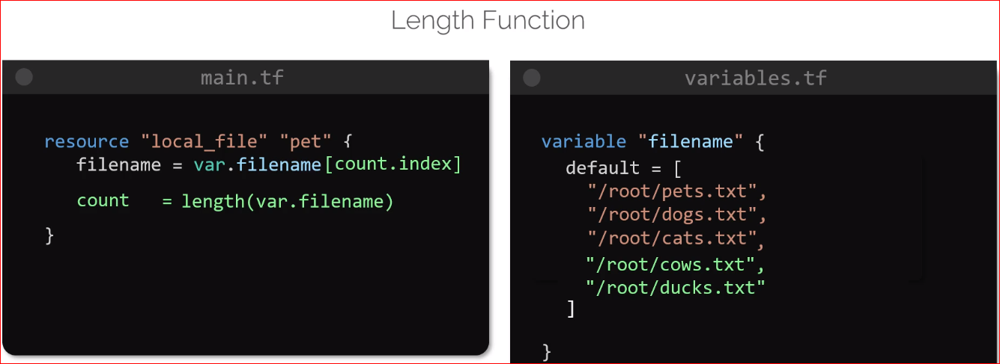 Length Function
main.tf
resource "local_file" "pet" {
filename = var.filename[count.index]
count = length(var.filename)
}
variables.tf
variable "filename" {
default = [
"/root/pets.txt",
"/root/dogs.txt",
"/root/cats.txt",
"/root/cows.txt",
"/root/ducks.txt"
]
}